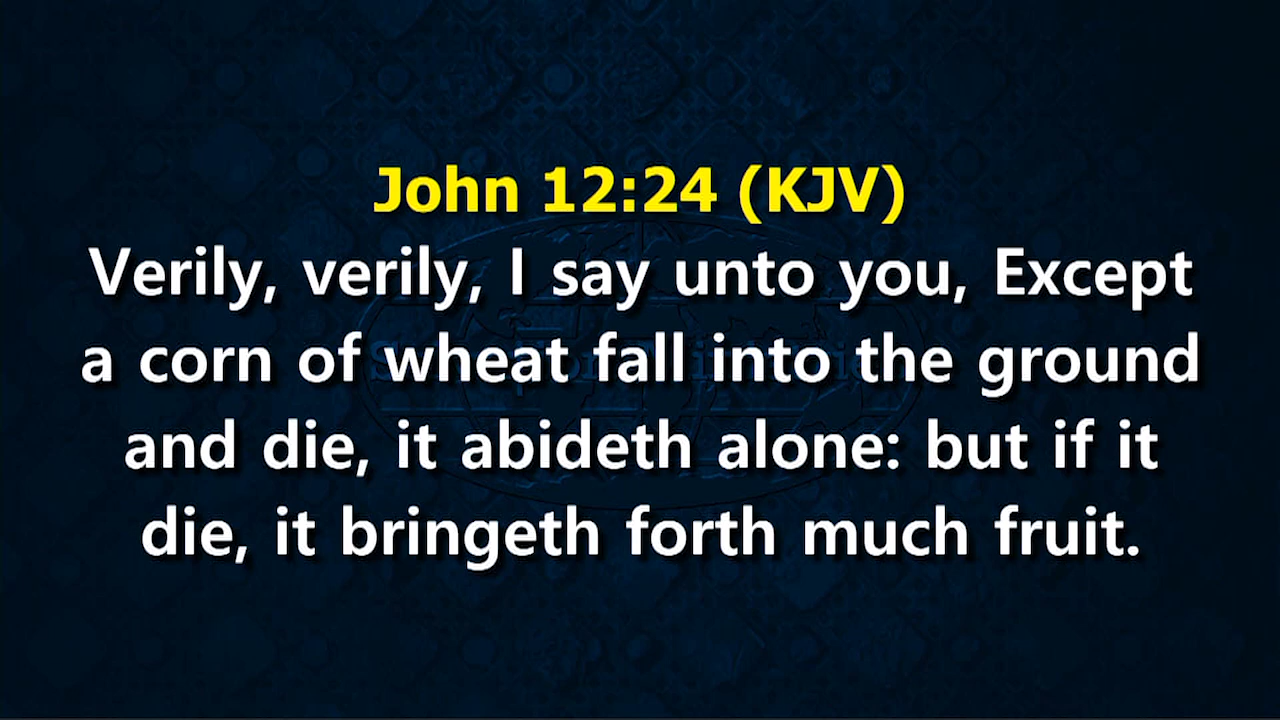 John 12:24 (KJV)
Verily, verily, I say unto you, Except
a corn of wheat fall into the ground
and die, it abideth alone: but if it
die, it bringeth forth much fruit.